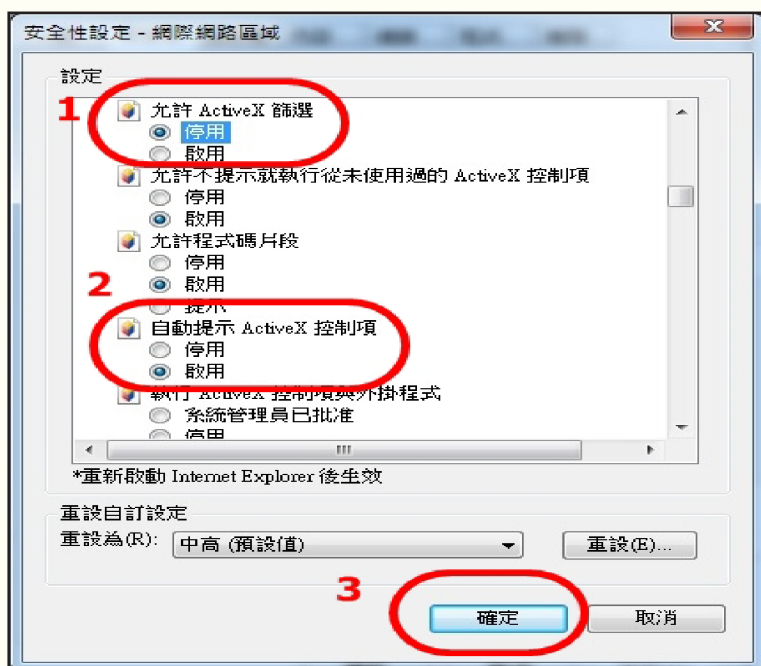 安全性設定 - 網際網路區域
設定
1
允許 ActiveX 篩選
停用
啟用
允許不提示就執行從未使用過的 ActiveX 控制項
停用
啟用
允許程式碼片段
停用
啟用
2
提示
自動提示 ActiveX 控制項
停用
啟用
執行 ActiveX 控制項與外掛程式
系統管理員已批准
停用
*重新啟動 Internet Explorer 後生效
重設自訂設定
重設為(R): 中高 (預設值) 重設(E)...
3
確定 取消